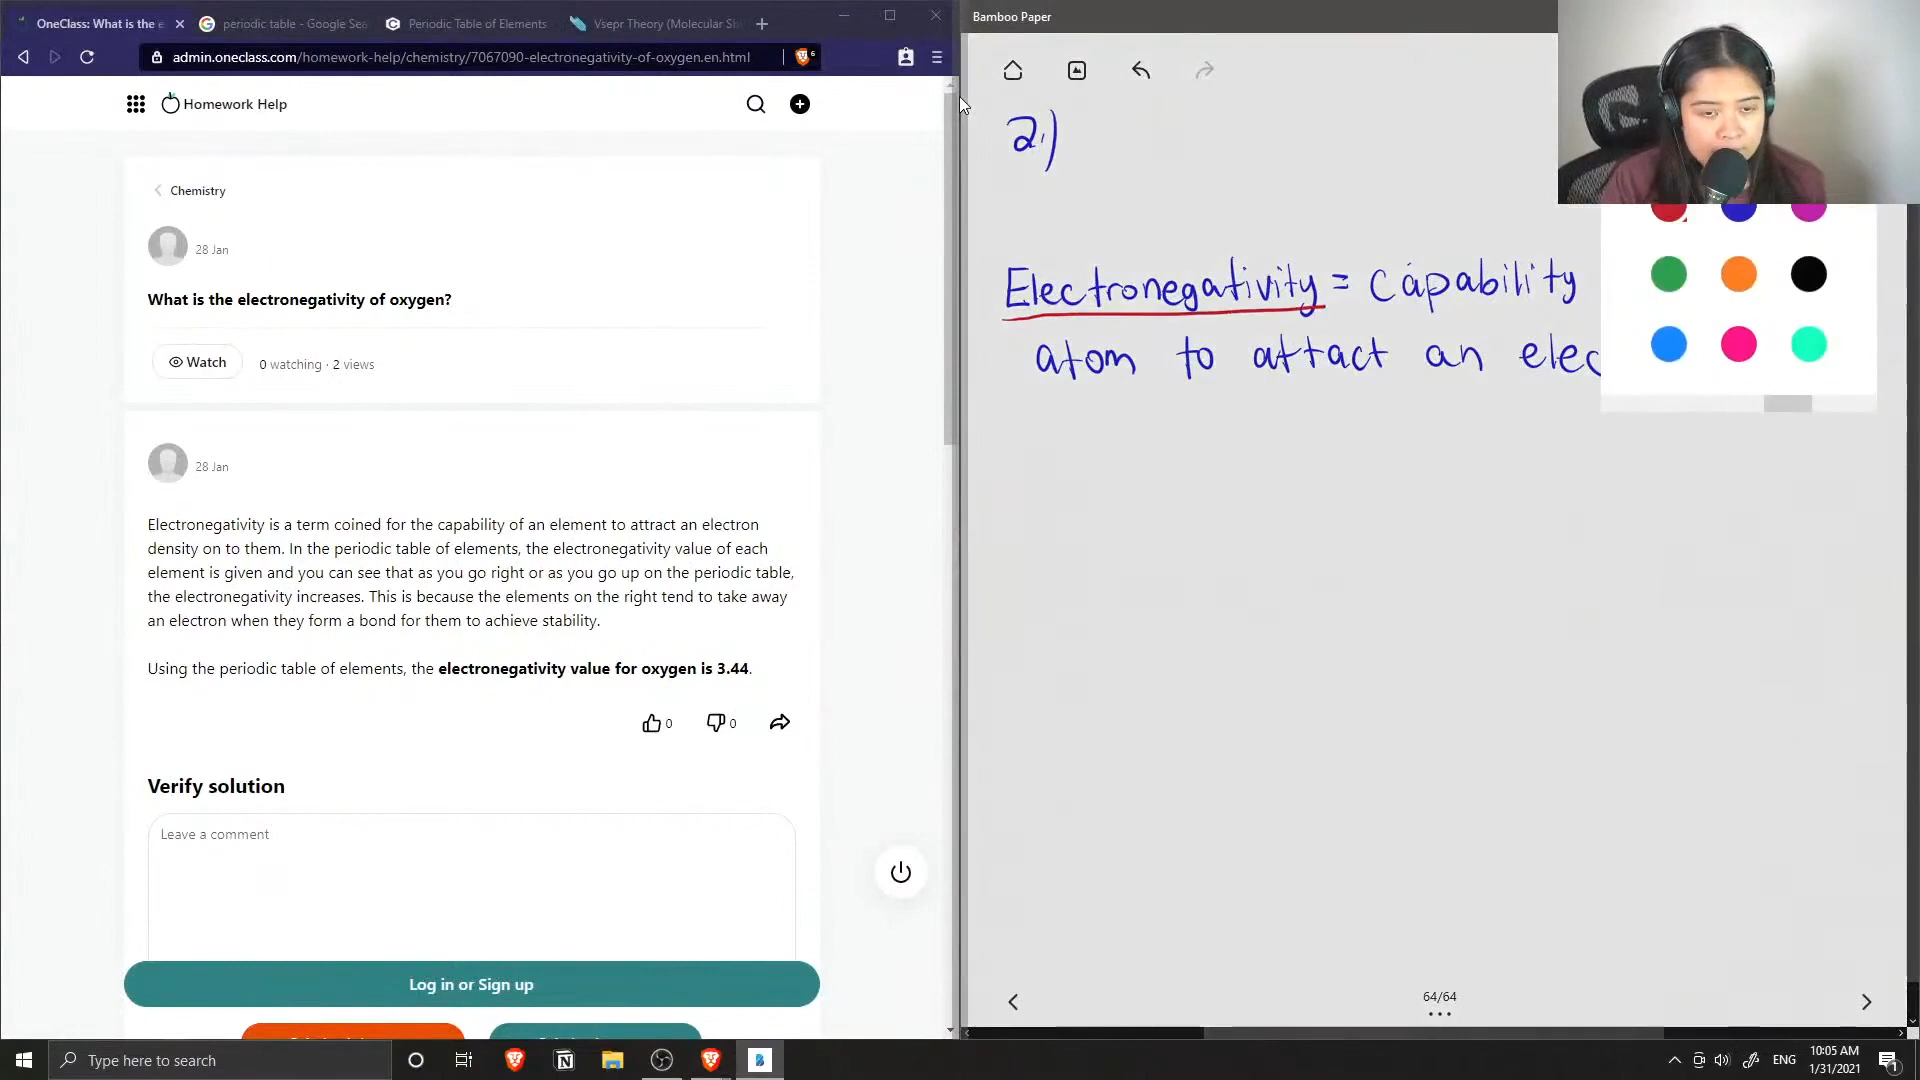 OneClass: What is the e
periodic table - Google Sea
Periodic Table of Elements
Vsepr Theory (Molecular Sh
admin.oneclass.com/homework-help/chemistry/7067090-electronegativity-of-oxygen.en.html
6
Homework Help
Chemistry
28 Jan
What is the electronegativity of oxygen?
Watch
0 watching · 2 views
28 Jan
Electronegativity is a term coined for the capability of an element to attract an electron
density on to them. In the periodic table of elements, the electronegativity value of each
element is given and you can see that as you go right or as you go up on the periodic table,
the electronegativity increases. This is because the elements on the right tend to take away
an electron when they form a bond for them to achieve stability.
Using the periodic table of elements, the electronegativity value for oxygen is 3.44.
0
0
Verify solution
Leave a comment
Log in or Sign up
Bamboo Paper
2.)
Electronegativity = capability
atom to attact an elec
64/64
Type here to search
ENG
10:05 AM
1/31/2021
1